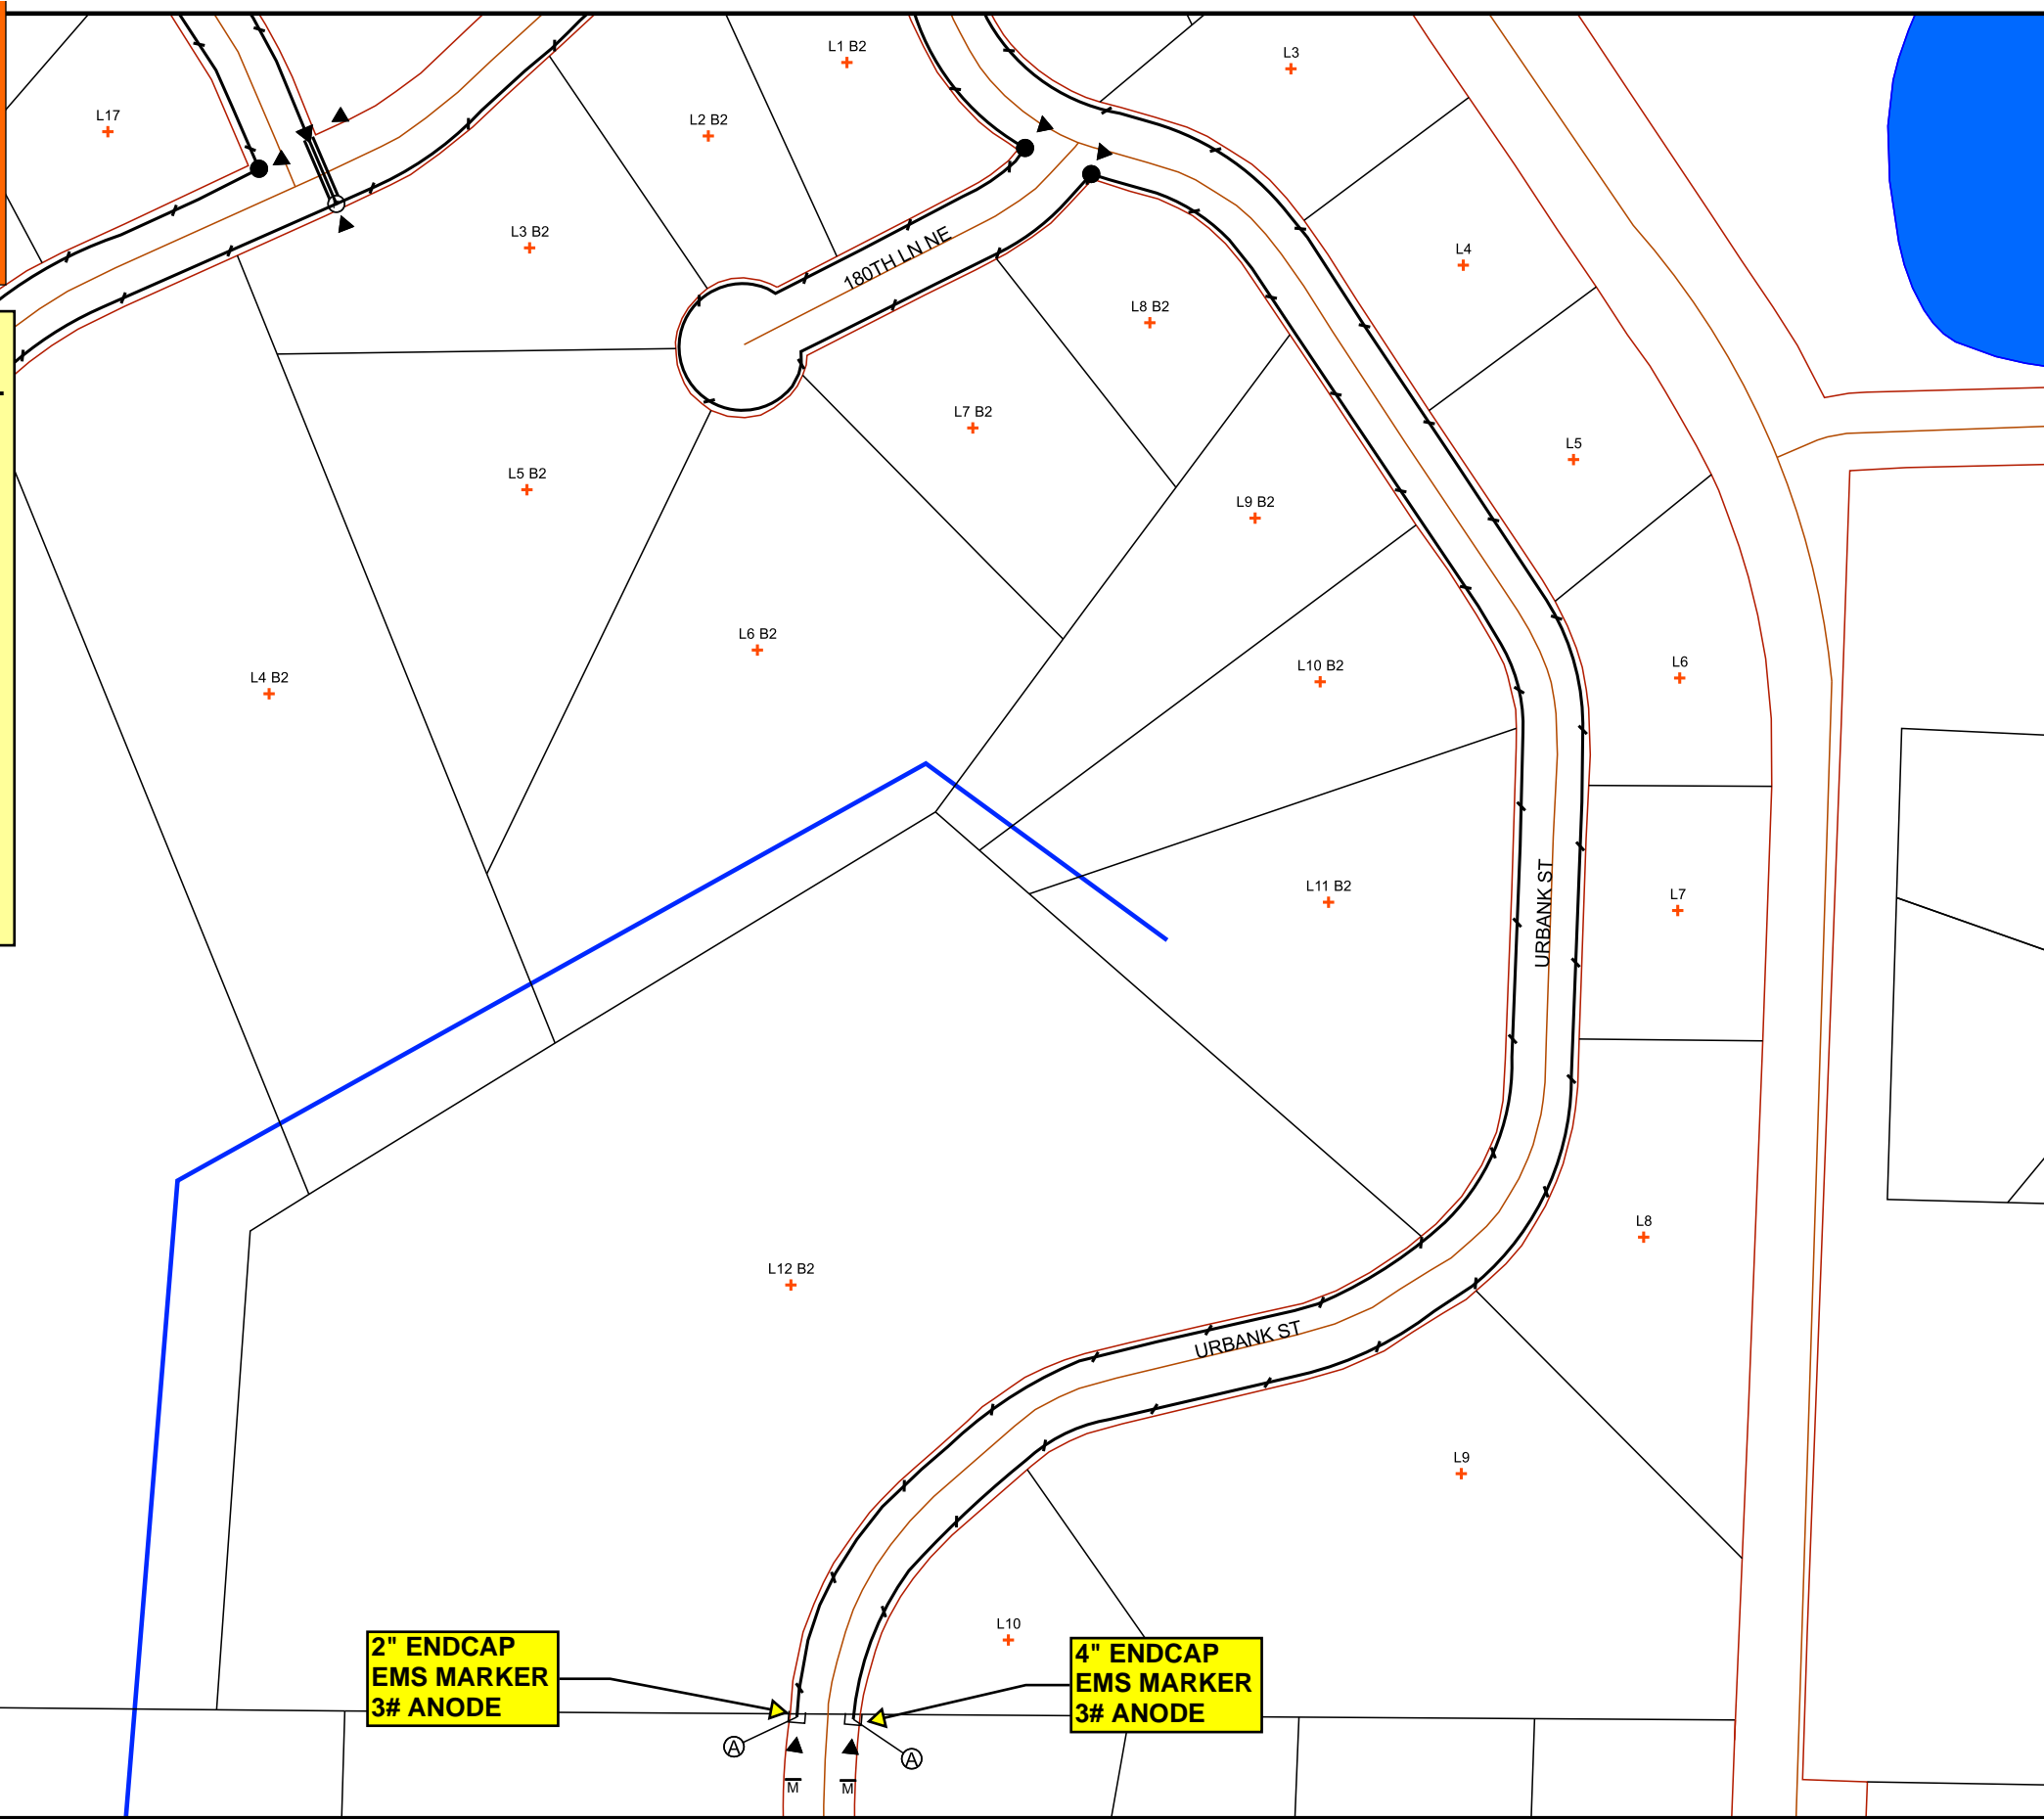 L1 B2
L3
L17
L2 B2
L3 B2
180TH LN NE
L4
L8 B2
L7 B2
L5
L5 B2
L9 B2
L6 B2
L10 B2
L6
L4 B2
L11 B2
URBANK ST
L7
L8
L12 B2
URBANK ST
L9
L10
2" ENDCAP
EMS MARKER
3# ANODE
4" ENDCAP
EMS MARKER
3# ANODE
A
A
M
M